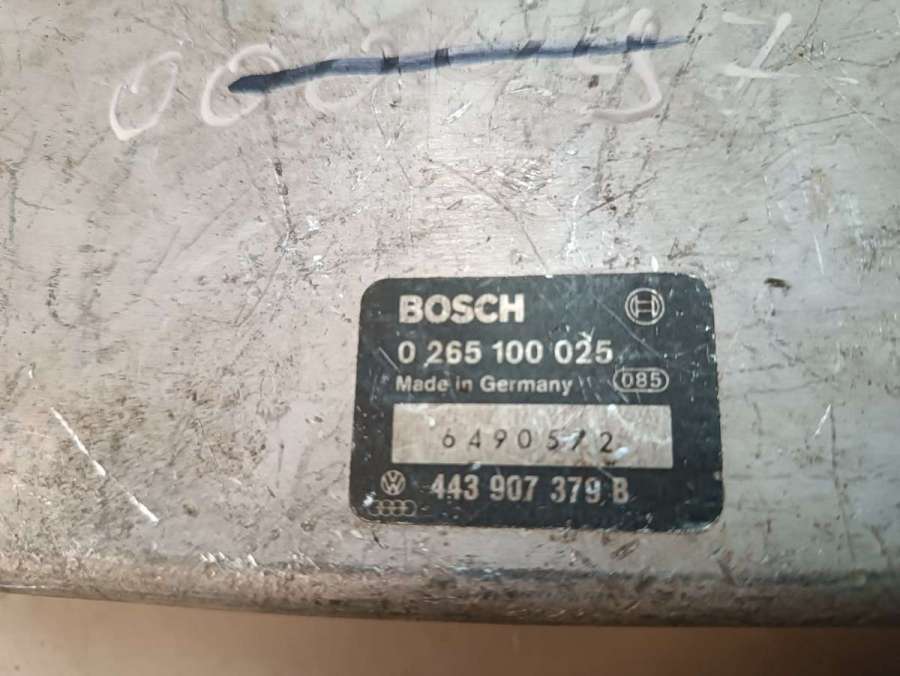 BOSCH
0 265 100 025
Made in Germany 085
6490572
443 907 379 B